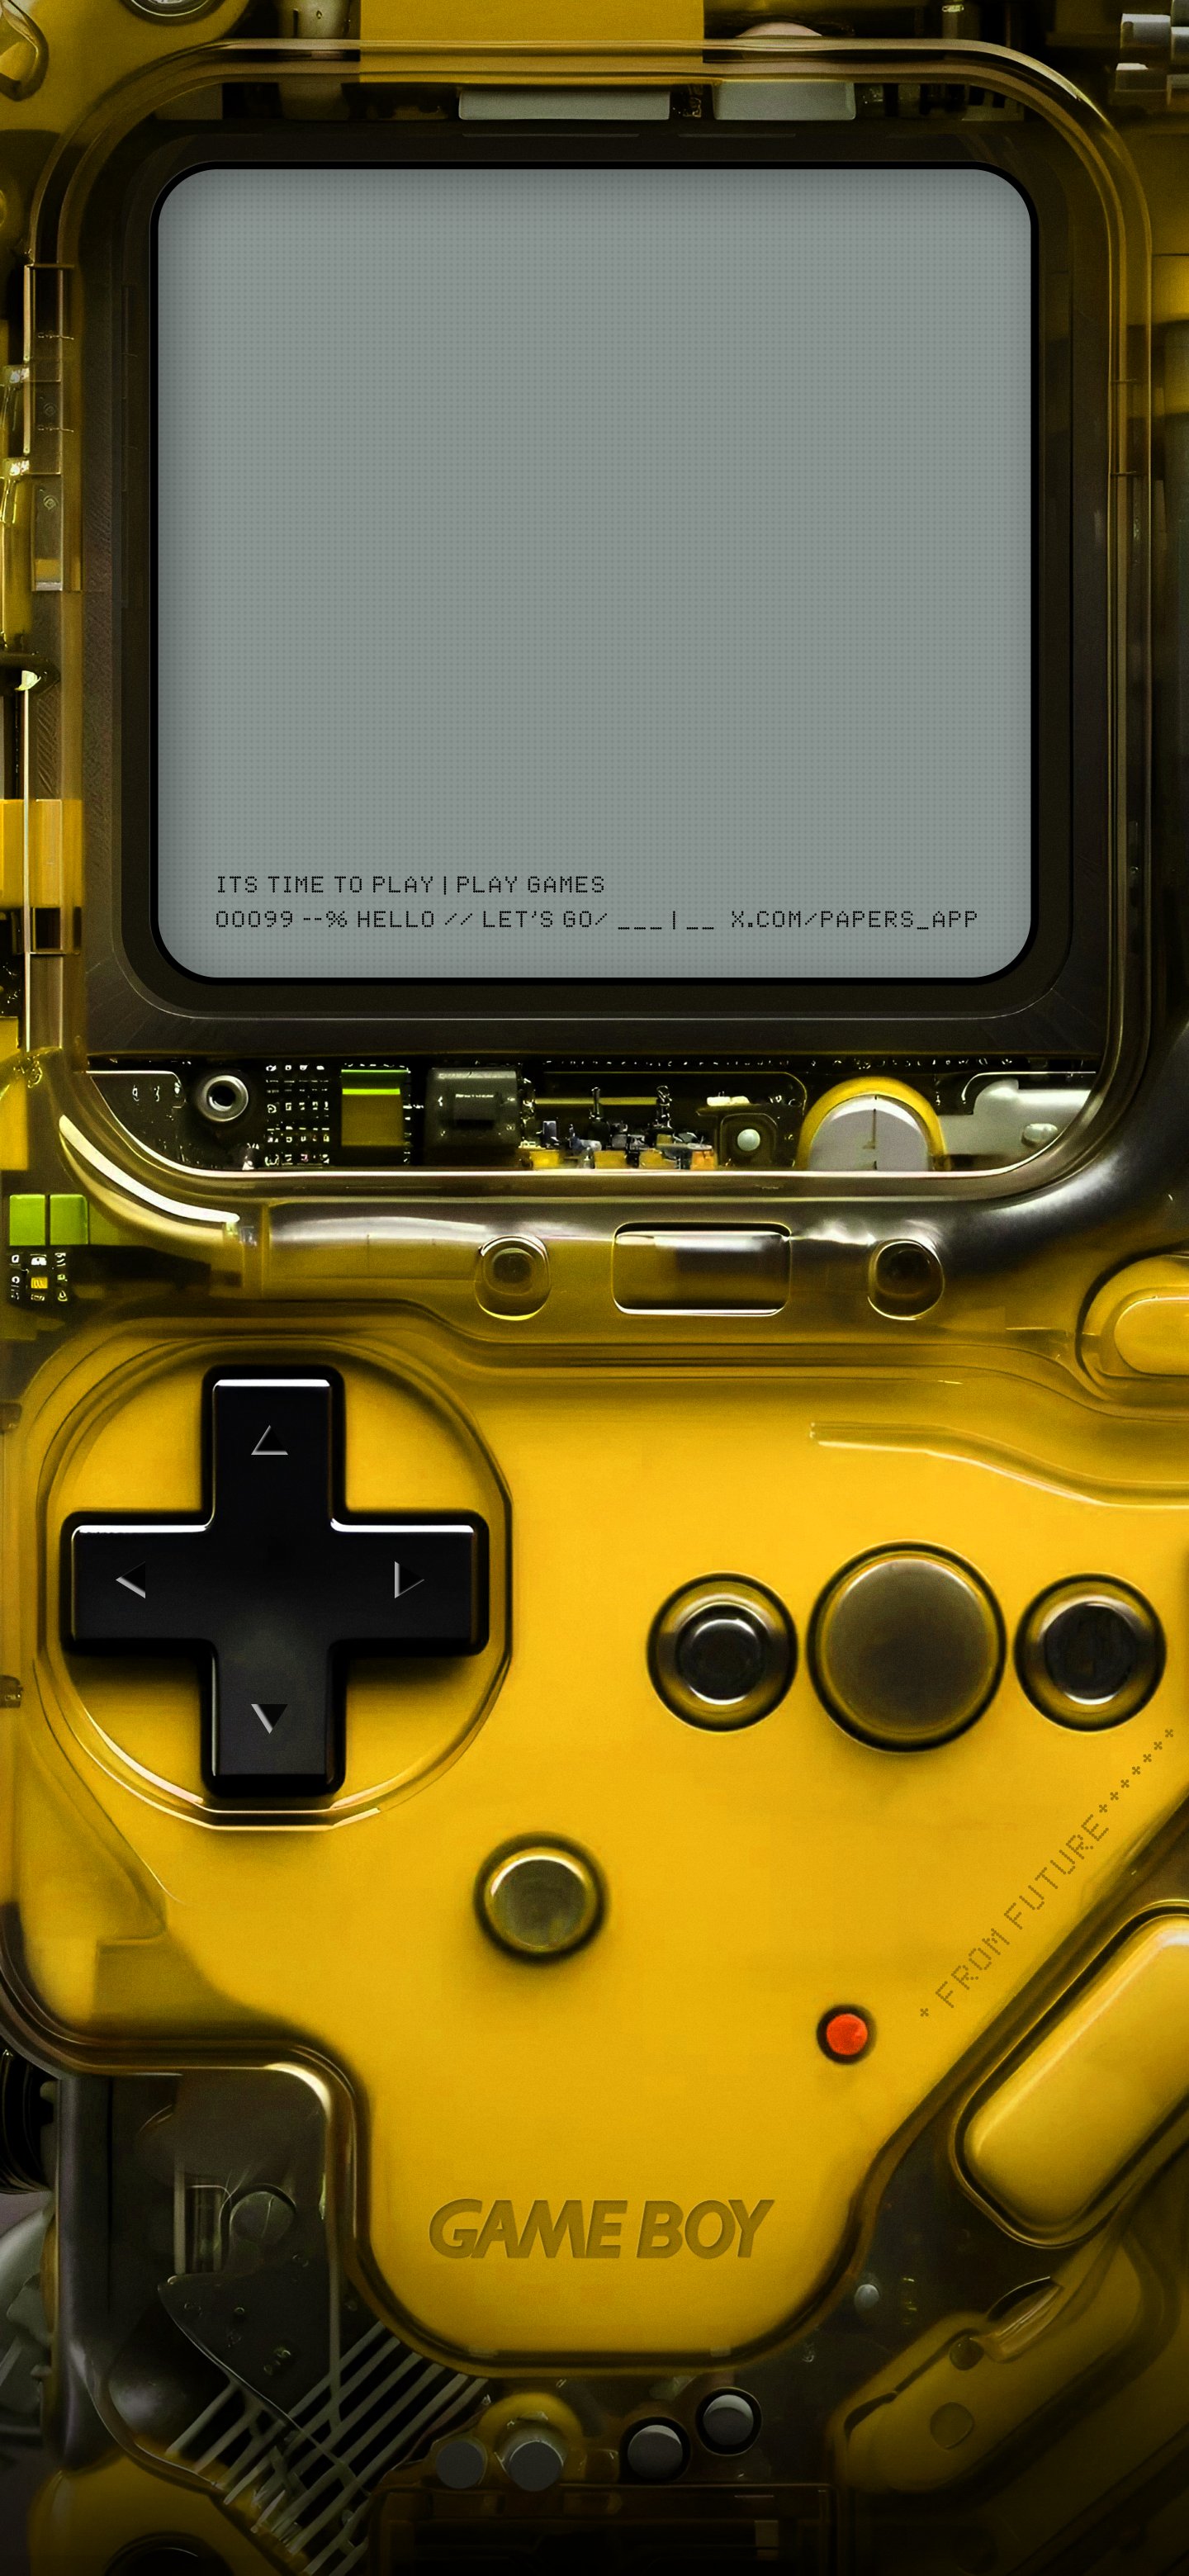 ITS TIME TO PLAY | PLAY GAMES
00099 --% HELLO // LET'S GO/ ___ | __ X.COM/PAPERS_APP
+ FROM FUTURE++++++++
GAME BOY